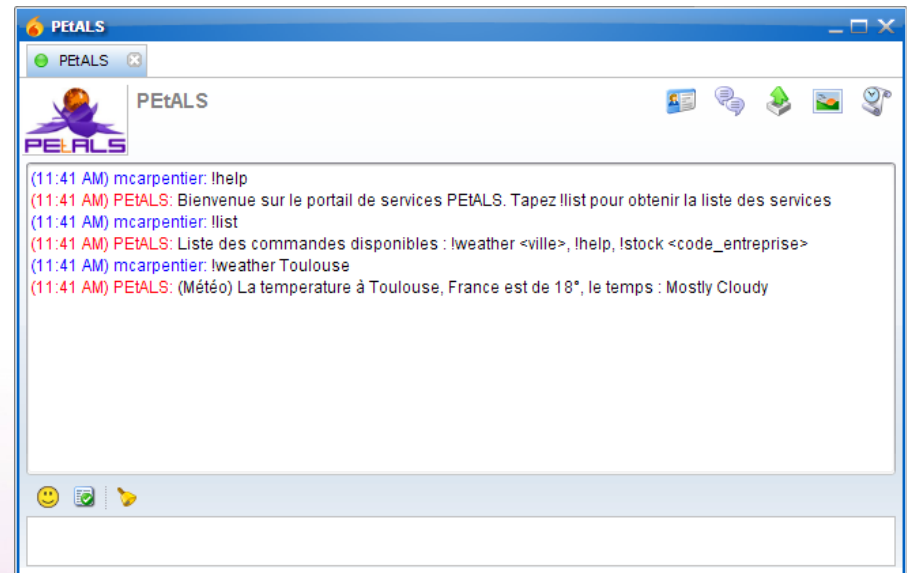 PEtALS
PEtALS
PEtALS
PEtALS
(11:41 AM) mcarpentier: !help
(11:41 AM) PEtALS: Bienvenue sur le portail de services PEtALS. Tapez !list pour obtenir la liste des services
(11:41 AM) mcarpentier: !list
(11:41 AM) PEtALS: Liste des commandes disponibles : !weather <ville>, !help, !stock <code_entreprise>
(11:41 AM) mcarpentier: !weather Toulouse
(11:41 AM) PEtALS: (Météo) La temperature à Toulouse, France est de 18°, le temps : Mostly Cloudy